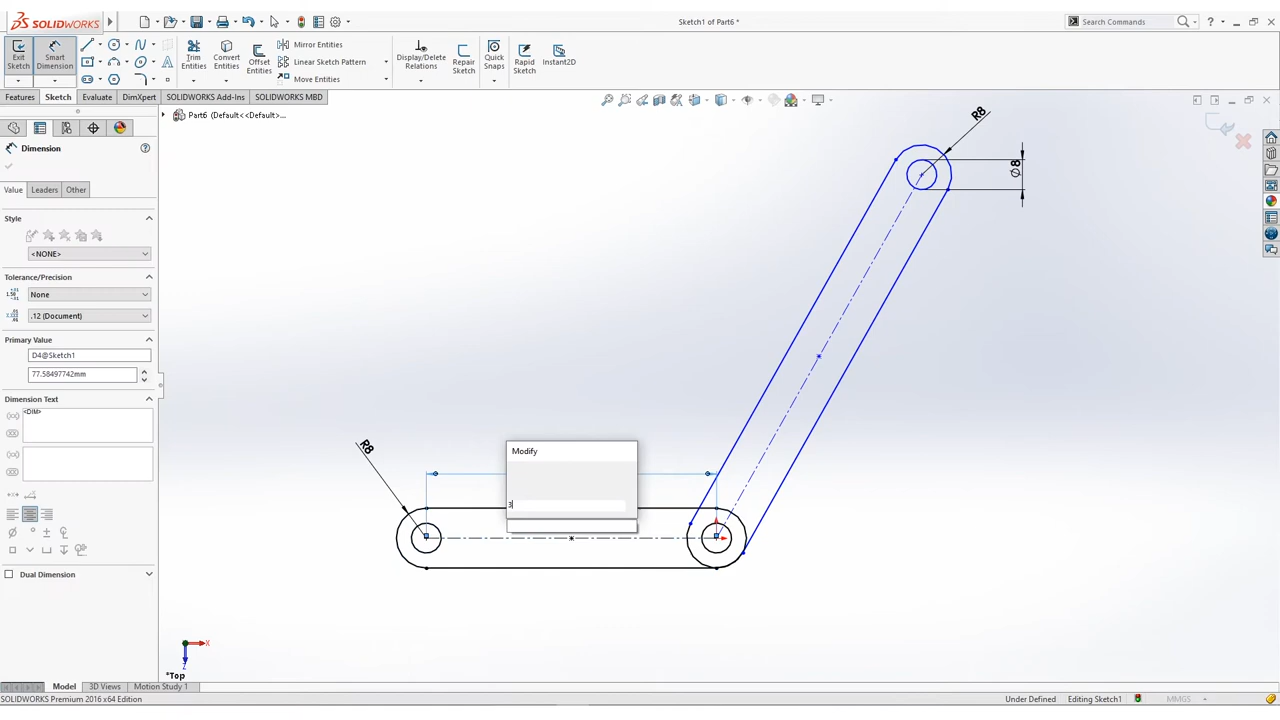 SOLIDWORKS
Sketch1 of Part6 *
Search Commands
?
Exit Sketch
Smart Dimension
Trim Entities
Convert Entities
Offset Entities
Mirror Entities
Linear Sketch Pattern
Move Entities
Display/Delete Relations
Repair Sketch
Quick Snaps
Rapid Sketch
Instant2D
Features
Sketch
Evaluate
DimXpert
SOLIDWORKS Add-Ins
SOLIDWORKS MBD
Part6 (Default<<Default>...
Dimension
Value
Leaders
Other
Style
<NONE>
Tolerance/Precision
None
.12 (Document)
Primary Value
D4@Sketch1
77.58497742mm
Dimension Text
<DIM>
Dual Dimension
R8
∅8
R8
Modify
3
X
Z
*Top
Model
3D Views
Motion Study 1
SOLIDWORKS Premium 2016 x64 Edition
Under Defined
Editing Sketch1
MMGS